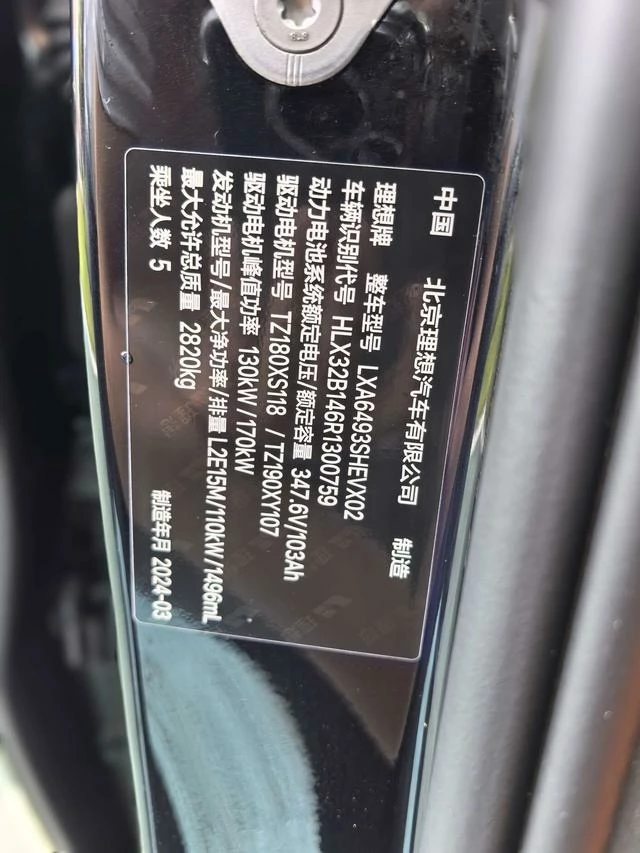 中国 北京理想汽车有限公司 制造
理想牌 整车型号 LXA6493SHEVX02
车辆识别代号 HLX32B146R1300759
动力电池系统额定电压/额定容量 347.6V/103Ah
驱动电机型号 TZ180XS118 /TZ190XY107
驱动电机峰值功率 130kW/170kW
发动机型号/最大净功率/排量 L2E15M/110kW/1496mL
最大允许总质量 2820kg
乘坐人数 5 制造年月 2024-03